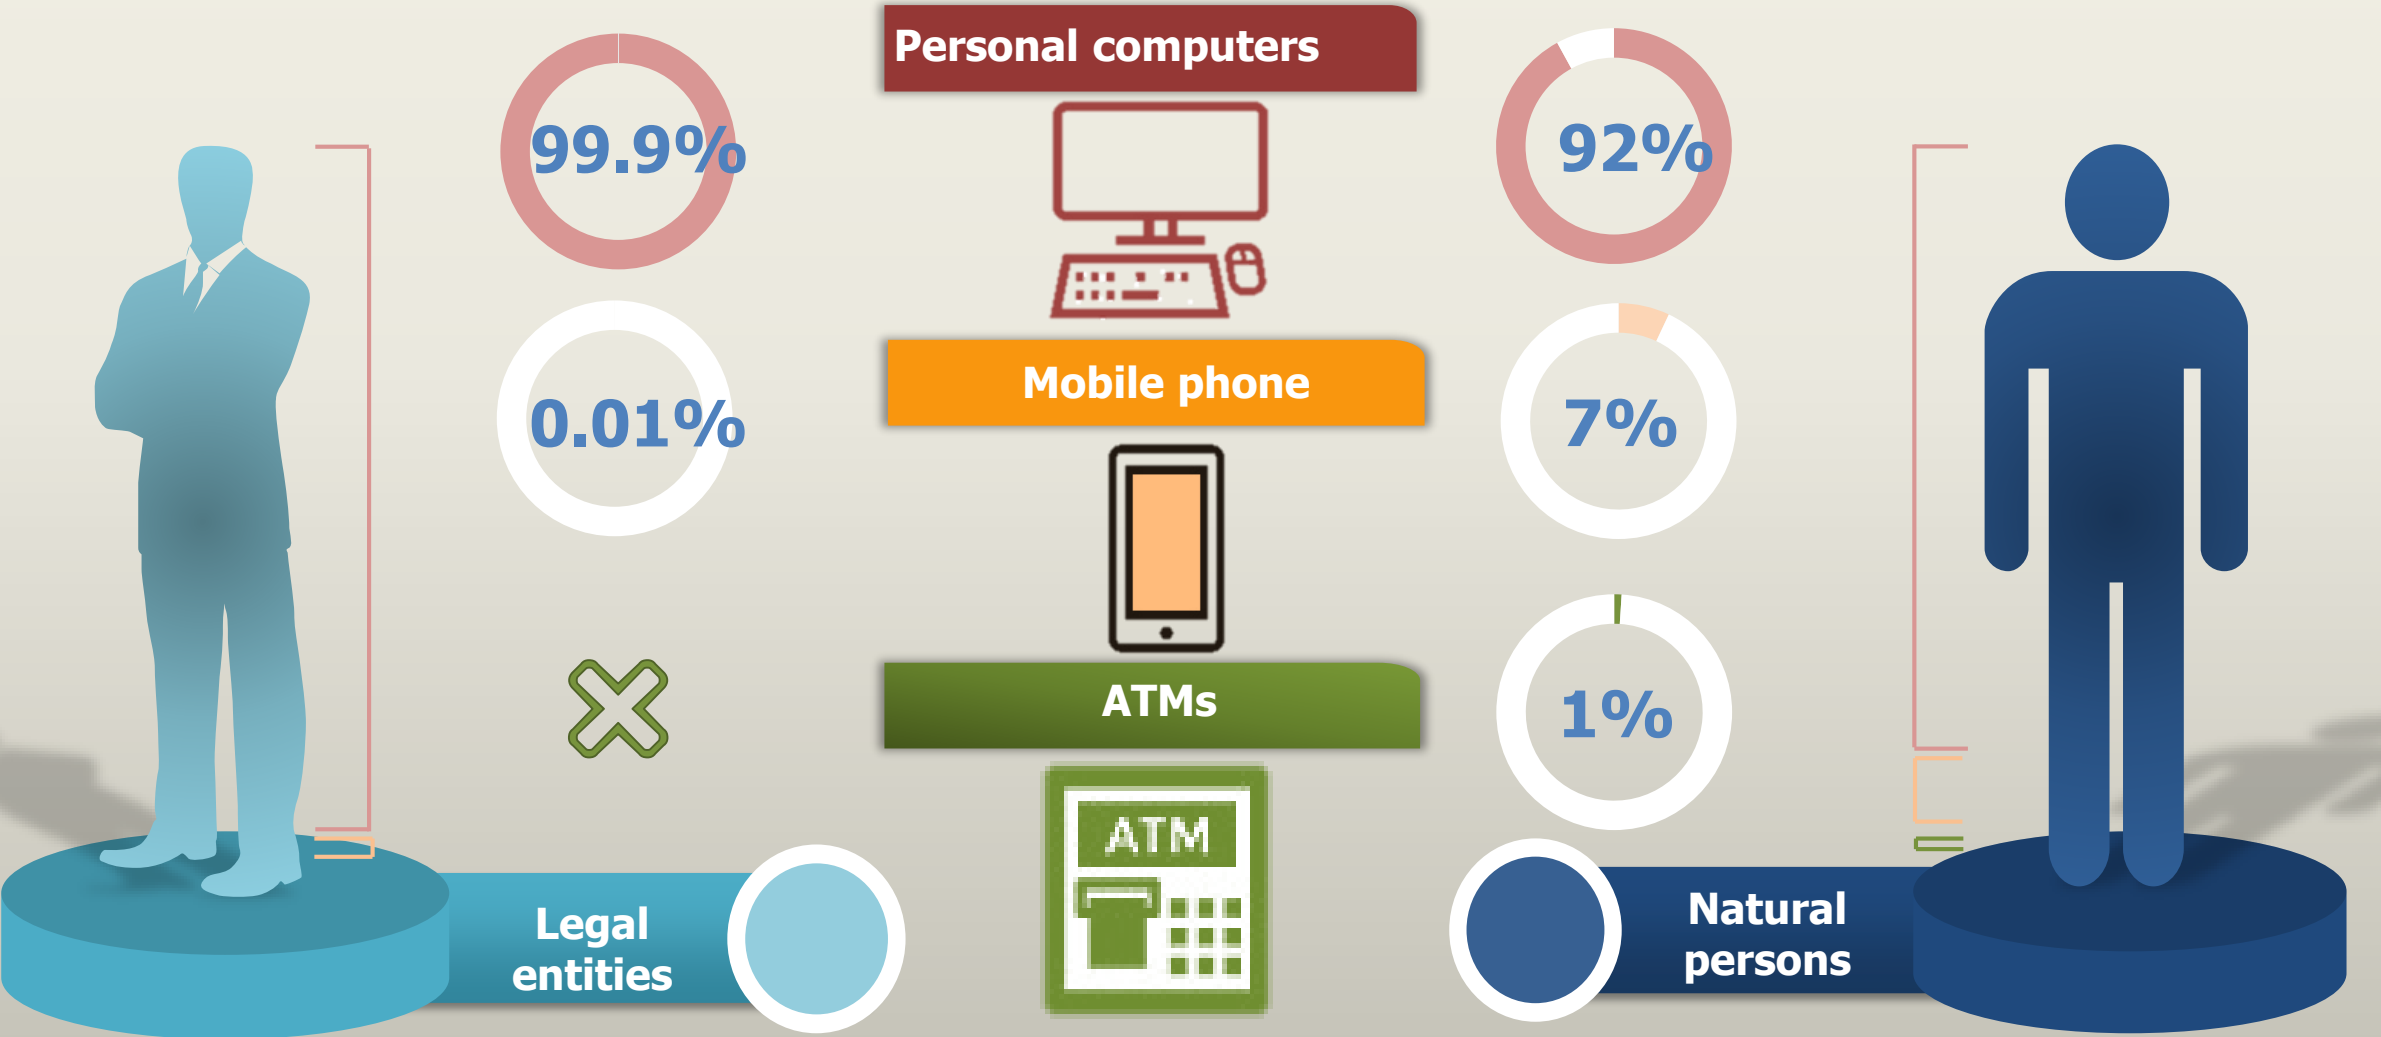 Personal computers
99.9%
92%
Mobile phone
0.01%
7%
ATMs
1%
ATM
Legal
entities
Natural
persons